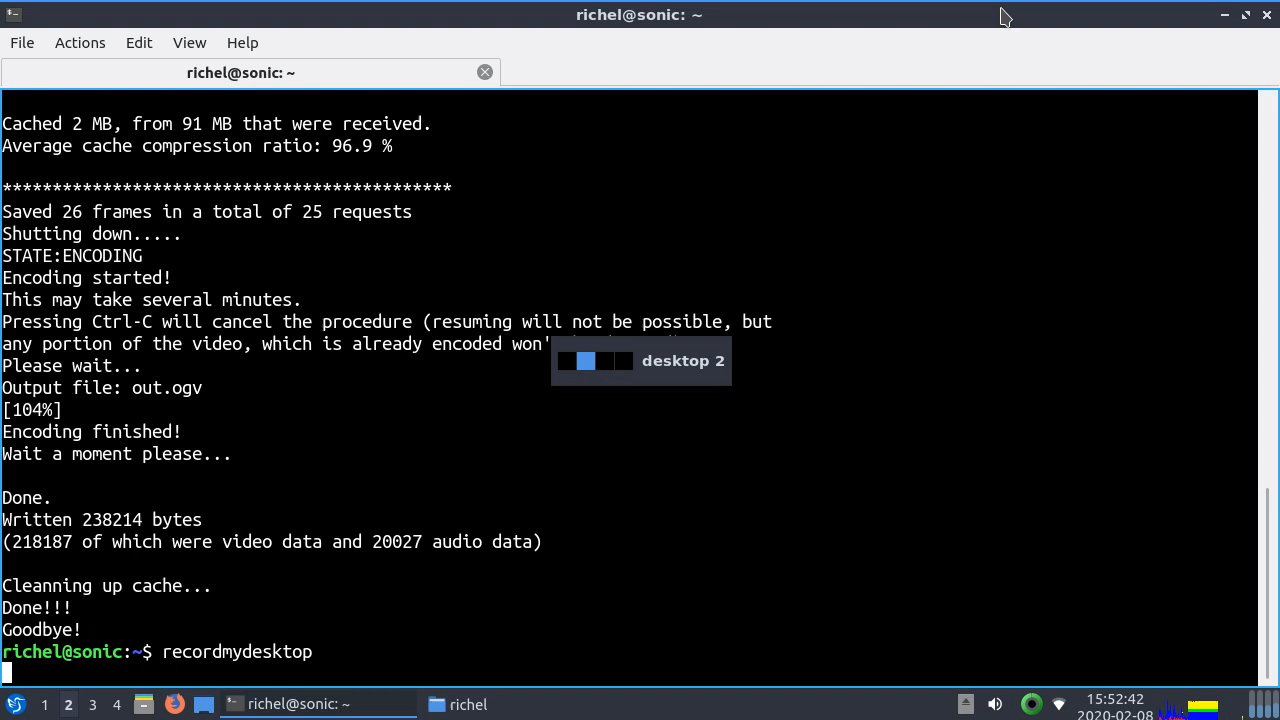 richel@sonic: ~
File Actions Edit View Help
richel@sonic: ~
Cached 2 MB, from 91 MB that were received.
Average cache compression ratio: 96.9 %
*********************************************
Saved 26 frames in a total of 25 requests
Shutting down.....
STATE:ENCODING
Encoding started!
This may take several minutes.
Pressing Ctrl-C will cancel the procedure (resuming will not be possible, but
any portion of the video, which is already encoded won'
Please wait...
desktop 2
Output file: out.ogv
[104%]
Encoding finished!
Wait a moment please...
Done.
Written 238214 bytes
(218187 of which were video data and 20027 audio data)
Cleanning up cache...
Done!!!
Goodbye!
richel@sonic:~$ recordmydesktop
1 2 3 4 richel@sonic: ~ richel 15:52:42
2020-02-08